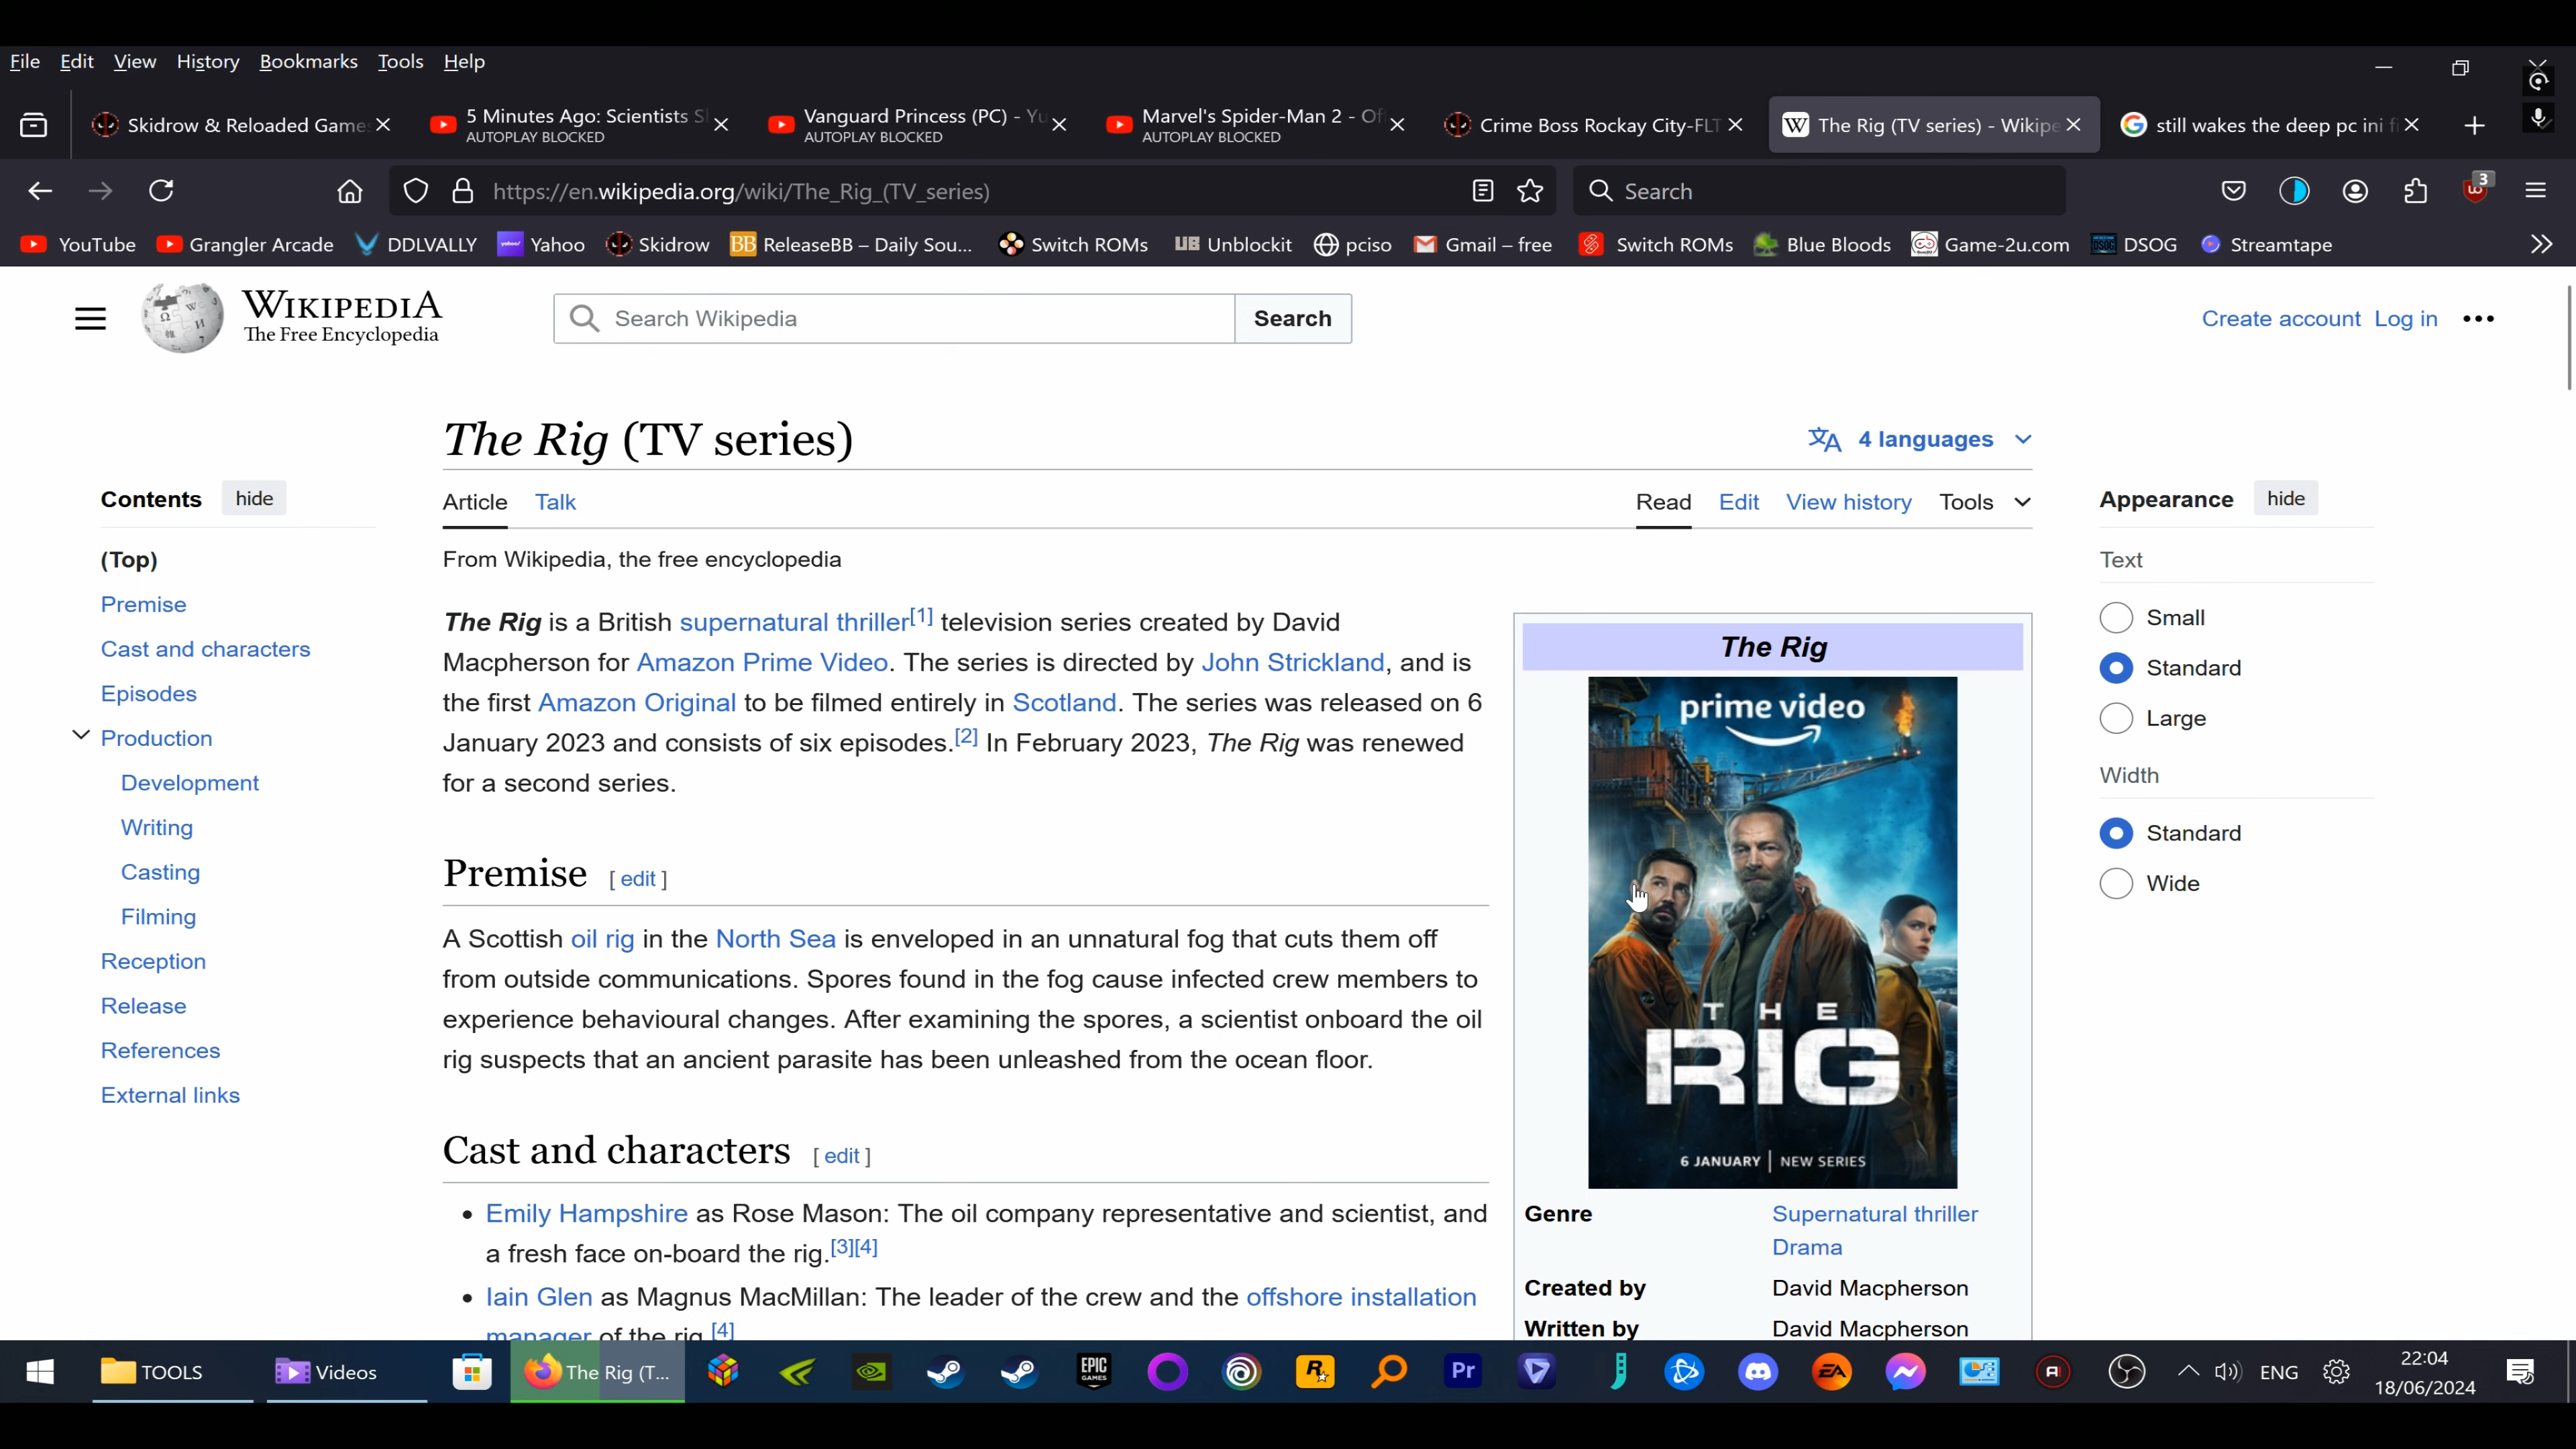 File Edit View History Bookmarks Tools Help
Skidrow & Reloaded Game
5 Minutes Ago: Scientists
AUTOPLAY BLOCKED
Vanguard Princess (PC) -
AUTOPLAY BLOCKED
Marvel's Spider-Man 2 -
AUTOPLAY BLOCKED
Crime Boss Rockay City-FLT
The Rig (TV series) - Wikipe
still wakes the deep pc ini
https://en.wikipedia.org/wiki/The_Rig_(TV_series)
Search
3
YouTube Grangler Arcade DDLVALLY Yahoo Skidrow ReleaseBB – Daily Sou... Switch ROMs Unblockit pciso Gmail – free Switch ROMs Blue Bloods Game-2u.com DSOG Streamtape
WIKIPEDIA
The Free Encyclopedia
Search Wikipedia
Search
Create account Log in
The Rig (TV series)
4 languages
Contents hide
Article Talk
Read Edit View history Tools
Appearance hide
From Wikipedia, the free encyclopedia
(Top)
Premise
Cast and characters
Episodes
Production
Development
Writing
Casting
Filming
Reception
Release
References
External links
The Rig is a British supernatural thriller[1] television series created by David
Macpherson for Amazon Prime Video. The series is directed by John Strickland, and is
the first Amazon Original to be filmed entirely in Scotland. The series was released on 6
January 2023 and consists of six episodes.[2] In February 2023, The Rig was renewed
for a second series.
Premise [ edit ]
A Scottish oil rig in the North Sea is enveloped in an unnatural fog that cuts them off
from outside communications. Spores found in the fog cause infected crew members to
experience behavioural changes. After examining the spores, a scientist onboard the oil
rig suspects that an ancient parasite has been unleashed from the ocean floor.
Cast and characters [ edit ]
• Emily Hampshire as Rose Mason: The oil company representative and scientist, and
a fresh face on-board the rig.[3][4]
• Iain Glen as Magnus MacMillan: The leader of the crew and the offshore installation
manager of the rig.[4]
The Rig
prime video
THE
RIG
6 JANUARY | NEW SERIES
Genre Supernatural thriller
Drama
Created by David Macpherson
Written by David Macpherson
Text
Small
Standard
Large
Width
Standard
Wide
TOOLS
Videos
The Rig (T...
EPIC
GAMES
Pr
EA
ENG
22:04
18/06/2024